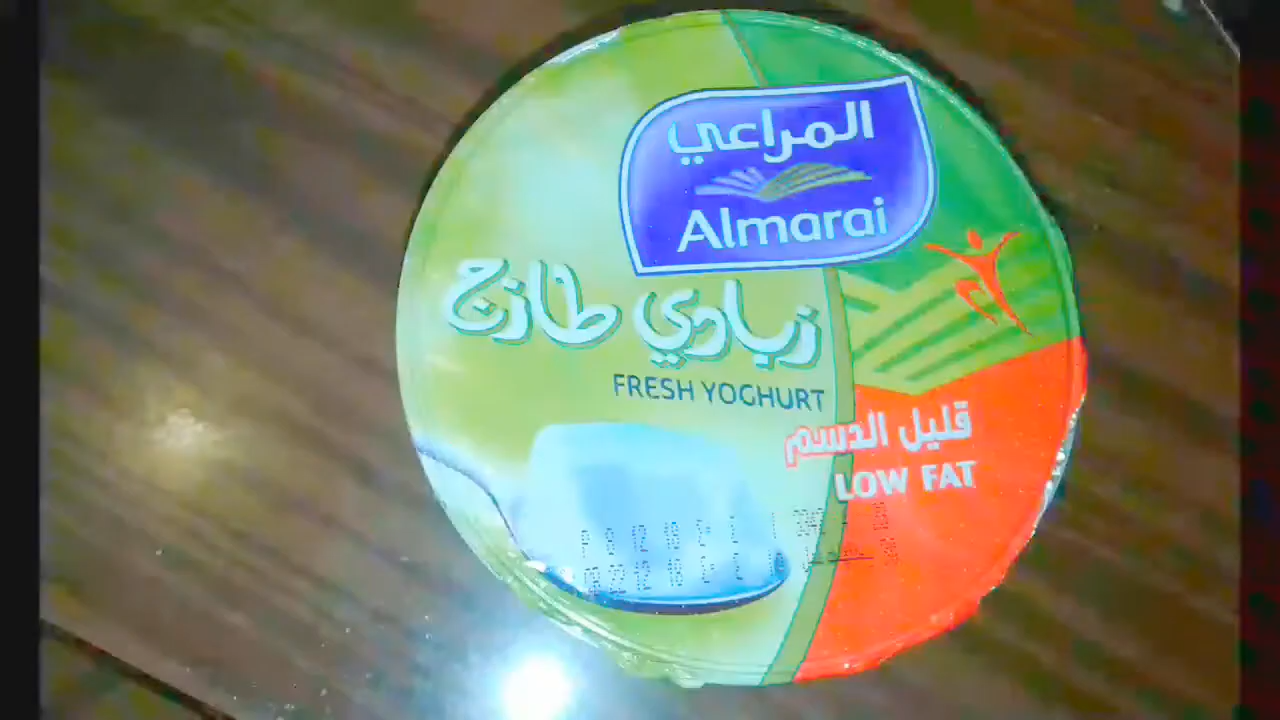 المراعي
Almarai
زبادي طازج
FRESH YOGHURT
قليل الدسم
LOW FAT